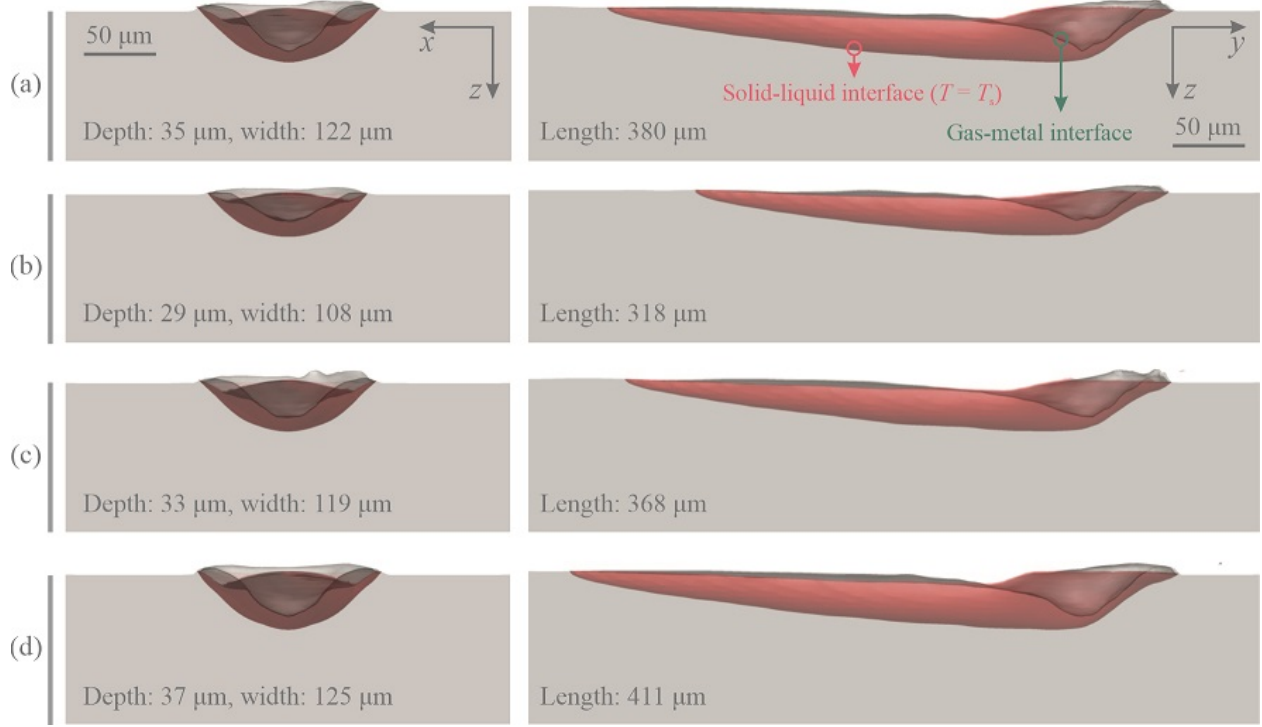 50 μm
x
z
y
z
(a)
Solid-liquid interface (T = Ts)
Depth: 35 μm, width: 122 μm
Length: 380 μm
Gas-metal interface
50 μm
(b)
Depth: 29 μm, width: 108 μm
Length: 318 μm
(c)
Depth: 33 μm, width: 119 μm
Length: 368 μm
(d)
Depth: 37 μm, width: 125 μm
Length: 411 μm